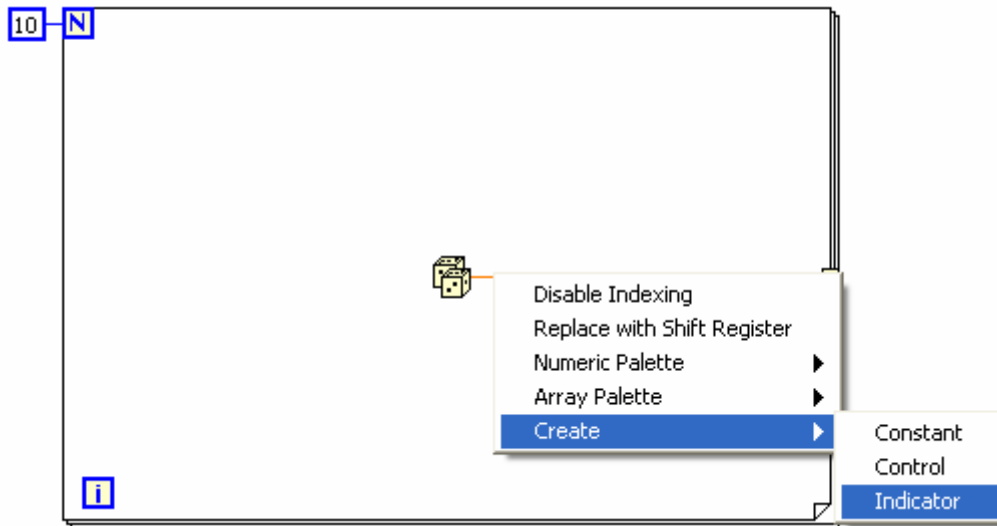 10 N
Disable Indexing
Replace with Shift Register
Numeric Palette
Array Palette
Create
Constant
Control
Indicator
i